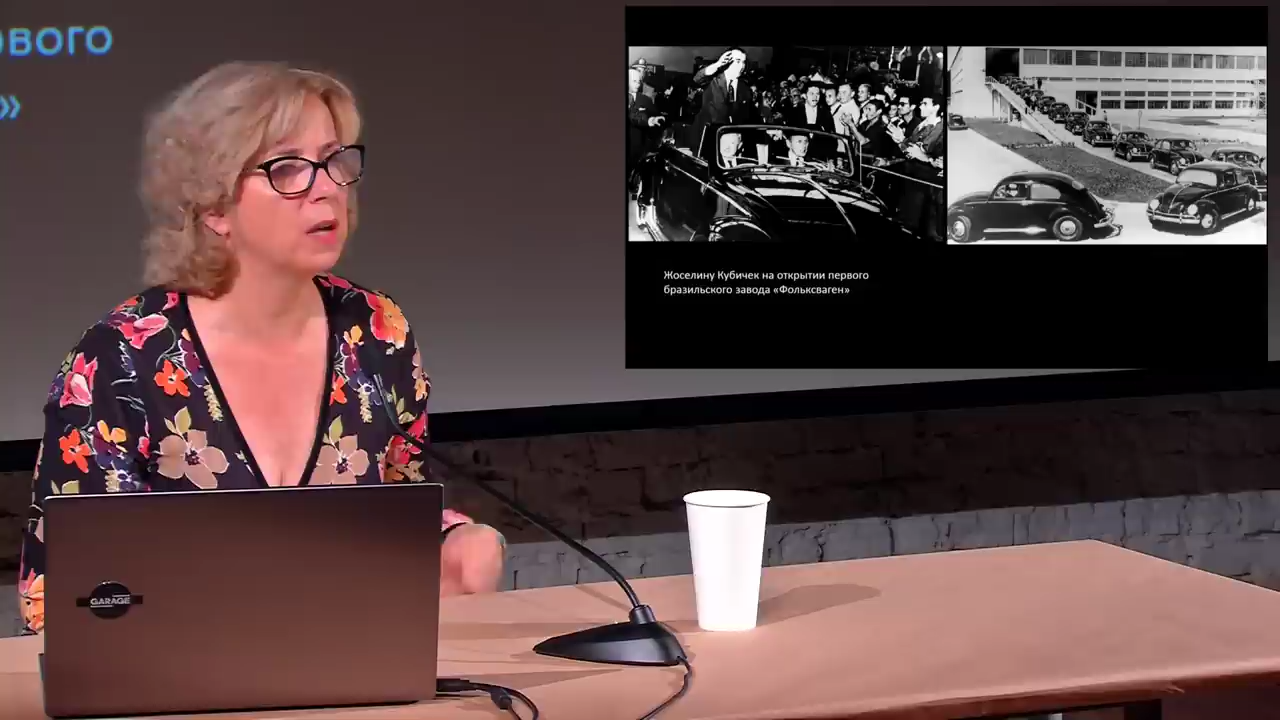 ового
»
Жоселину Кубичек на открытии первого
бразильского завода «Фольксваген»
GARAGE